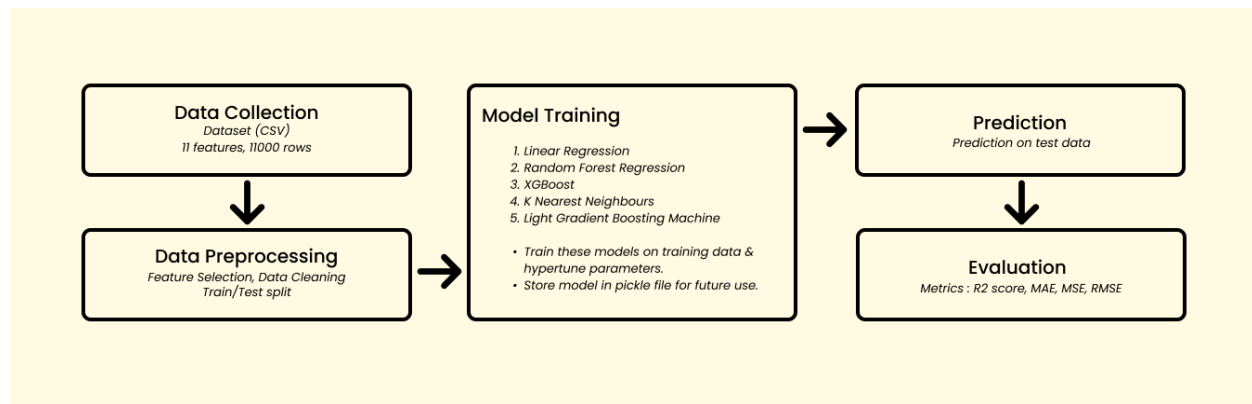 Data Collection
Dataset (CSV)
11 features, 11000 rows
Data Preprocessing
Feature Selection, Data Cleaning
Train/Test split
Model Training
1. Linear Regression
2. Random Forest Regression
3. XGBoost
4. K Nearest Neighbours
5. Light Gradient Boosting Machine
• Train these models on training data &
hypertune parameters.
• Store model in pickle file for future use.
Prediction
Prediction on test data
Evaluation
Metrics : R2 score, MAE, MSE, RMSE